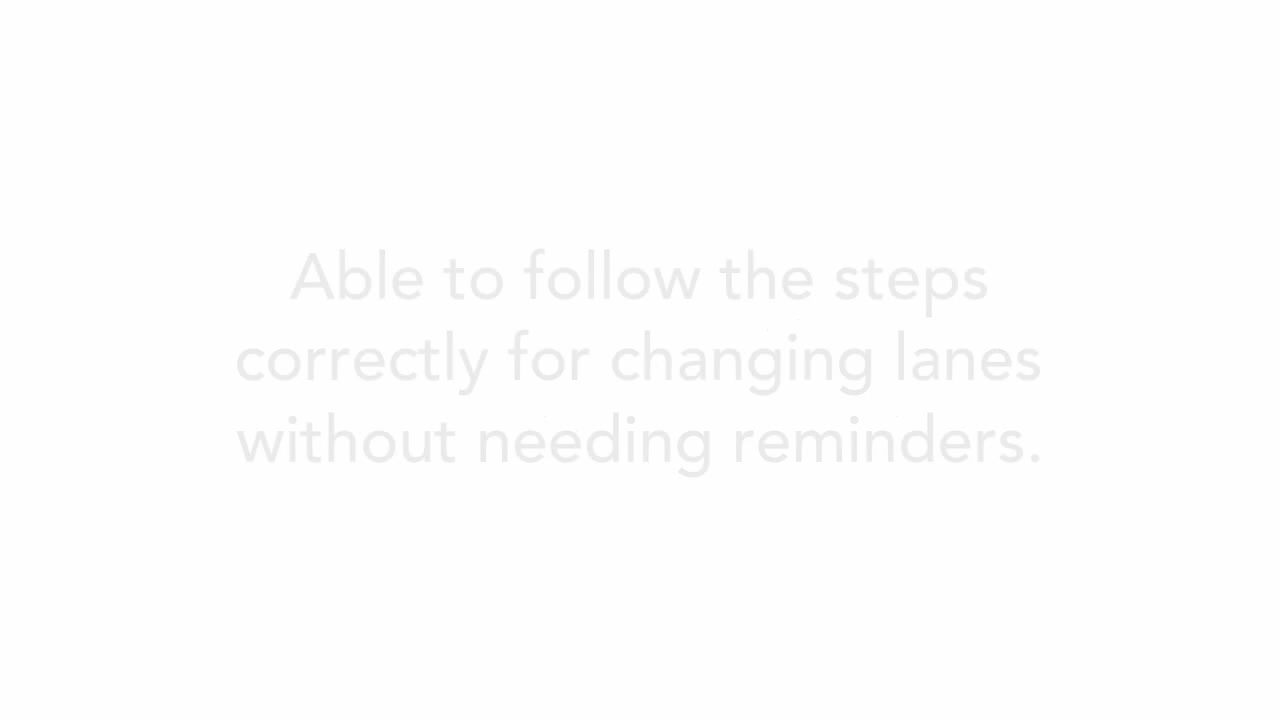 Able to follow the steps
correctly for changing lanes
without needing reminders.